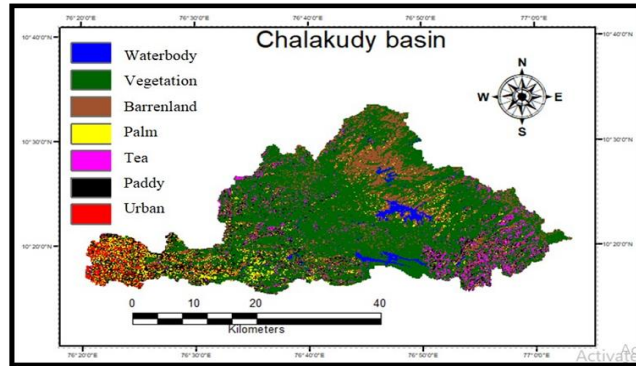 76°20'0"E 76°30'0"E 76°40'0"E 76°50'0"E 77°0'0"E
Chalakudy basin
10°40'0"N 10°40'0"N
Waterbody
Vegetation
Barrenland
Palm
Tea
Paddy
Urban
N
W E
S
10°30'0"N 10°30'0"N
10°20'0"N 10°20'0"N
0 10 20 40
Kilometers
76°20'0"E 76°30'0"E 76°40'0"E 76°50'0"E 77°0'0"E
Ac
Activate